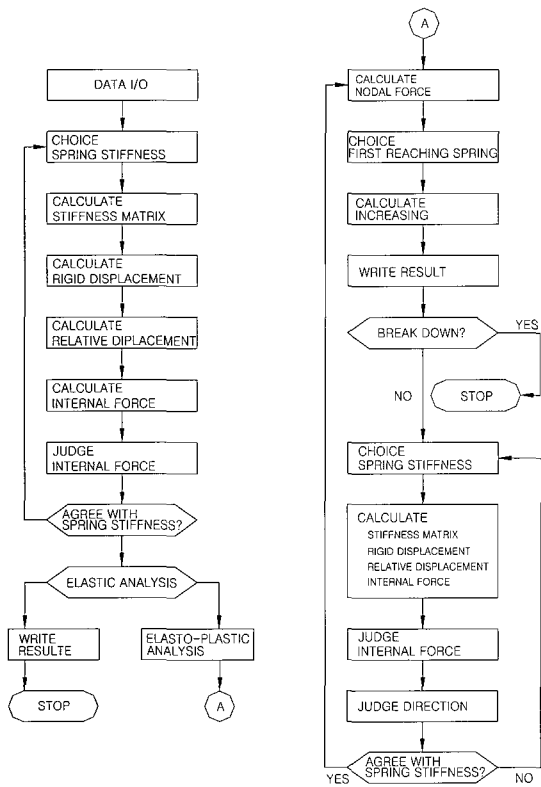 DATA I/O
CHOICE
SPRING STIFFNESS
CALCULATE
STIFFNESS MATRIX
CALCULATE
RIGID DISPLACEMENT
CALCULATE
RELATIVE DIPLACEMENT
CALCULATE
INTERNAL FORCE
JUDGE
INTERNAL FORCE
AGREE WITH
SPRING STIFFNESS?
ELASTIC ANALYSIS
WRITE
RESULTE
STOP
ELASTO-PLASTIC
ANALYSIS
A
A
CALCULATE
NODAL FORCE
CHOICE
FIRST REACHING SPRING
CALCULATE
INCREASING
WRITE RESULT
BREAK DOWN?
YES
NO
STOP
CHOICE
SPRING STIFFNESS
CALCULATE
STIFFNESS MATRIX
RIGID DISPLACEMENT
RELATIVE DISPLACEMENT
INTERNAL FORCE
JUDGE
INTERNAL FORCE
JUDGE DIRECTION
AGREE WITH
SPRING STIFFNESS?
YES
NO